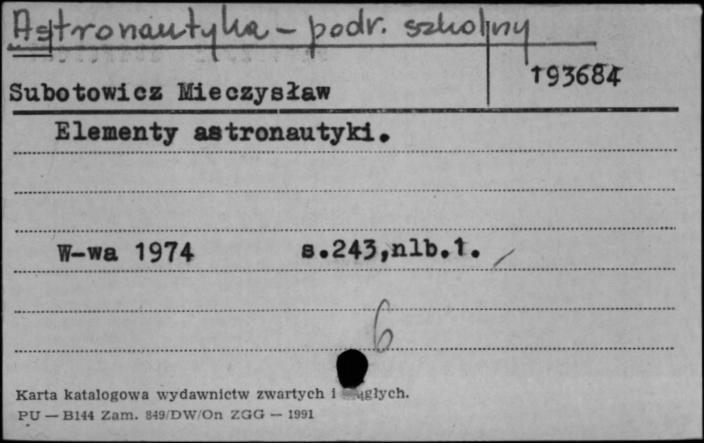 Astronautyka – podr. szkolny
193684
Subotowicz Mieczysław
Elementy astronautyki.
W-wa 1974 s.243,nlb.1.
6
Karta katalogowa wydawnictw zwartych i
PU — B144 Zam. 849/DW/On ZGG — 1991